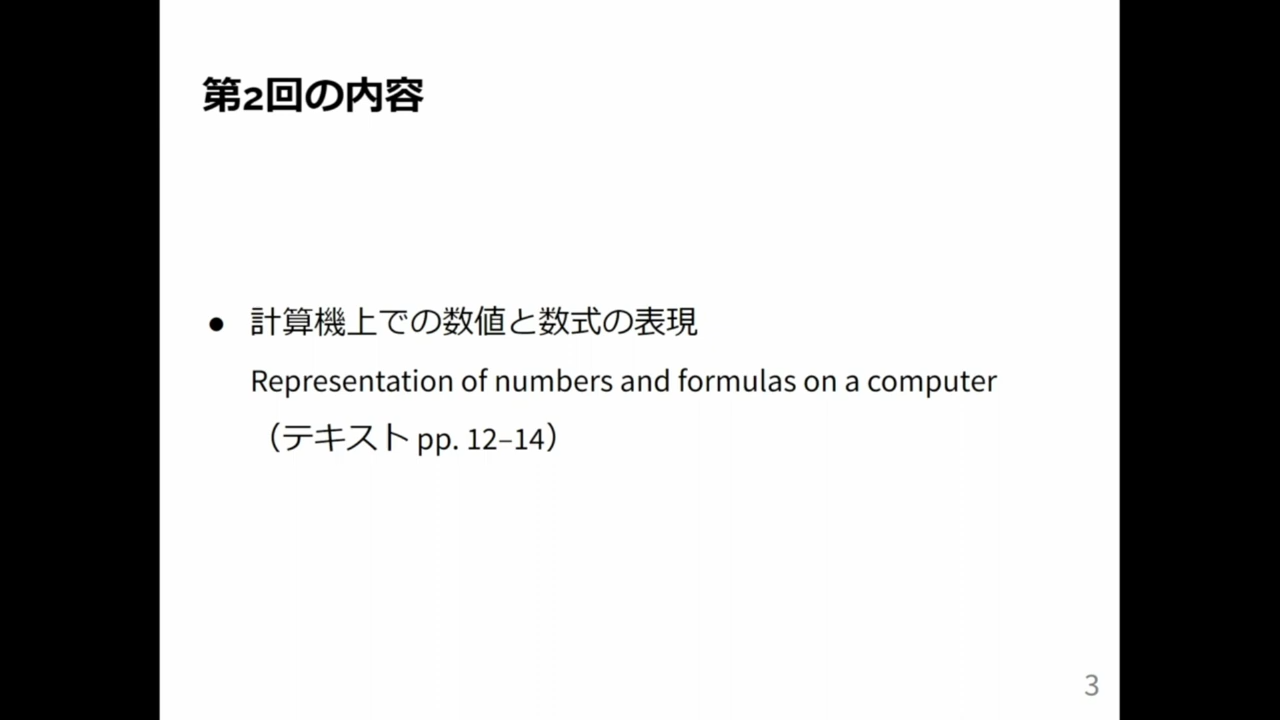 第2回の内容
● 計算機上での数値と数式の表現
Representation of numbers and formulas on a computer
（テキスト pp. 12–14）
3